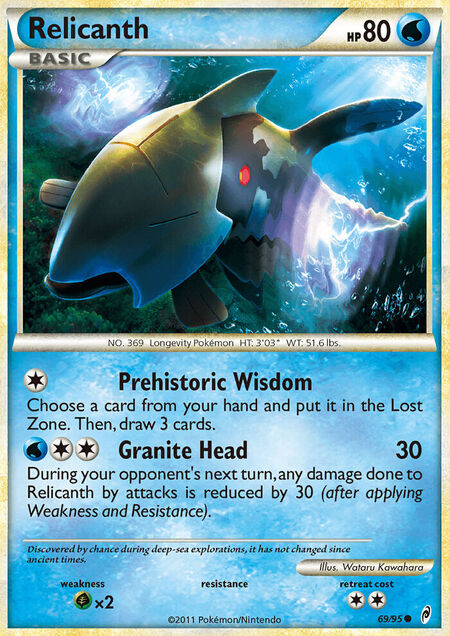 Relicanth
HP 80
BASIC
NO. 369 Longevity Pokémon HT: 3'03" WT: 51.6 lbs.
Prehistoric Wisdom
Choose a card from your hand and put it in the Lost
Zone. Then, draw 3 cards.
Granite Head 30
During your opponent's next turn, any damage done to
Relicanth by attacks is reduced by 30 (after applying
Weakness and Resistance).
Discovered by chance during deep-sea explorations, it has not changed since
ancient times.
Illus. Wataru Kawahara
weakness resistance retreat cost
×2
©2011 Pokémon/Nintendo 69/95